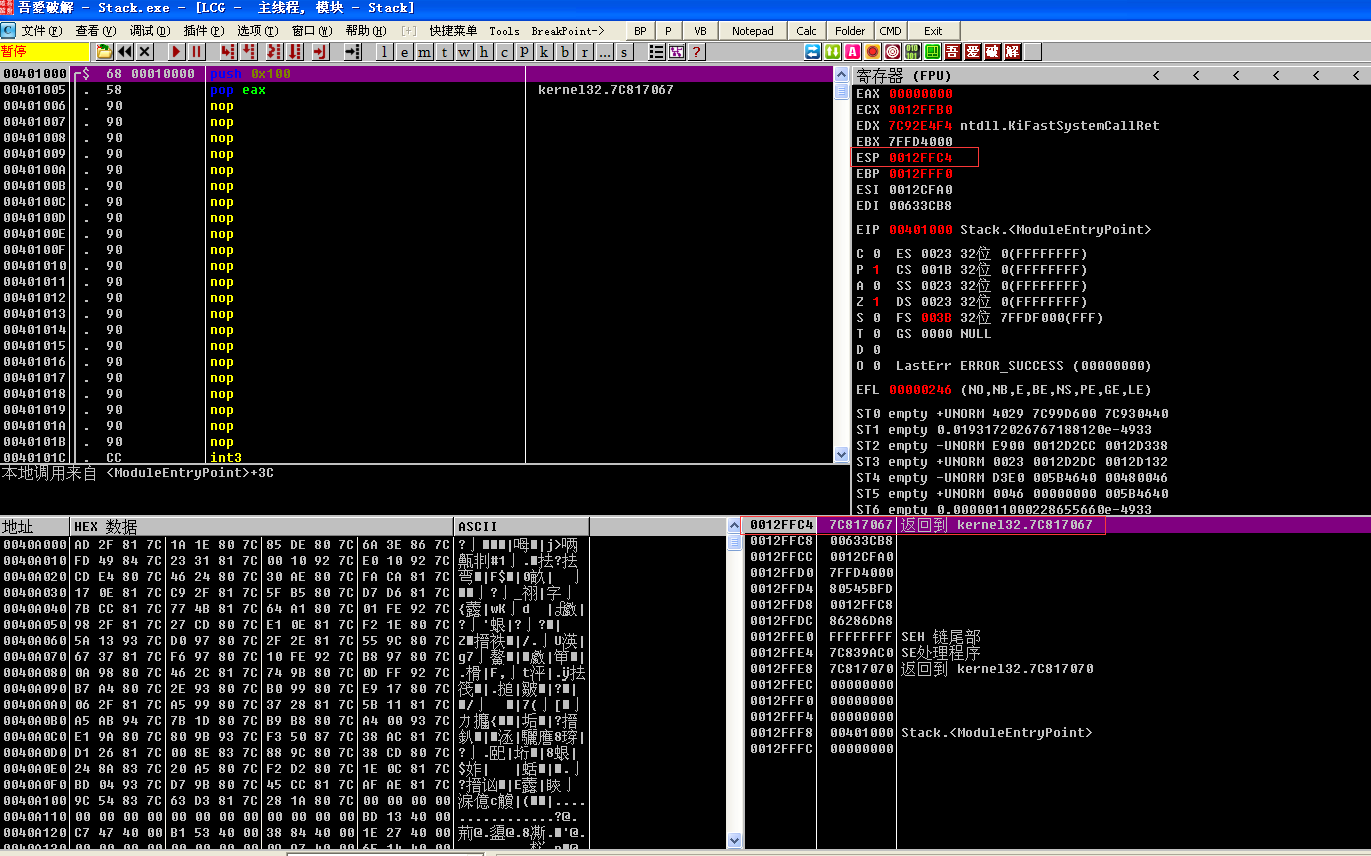 吾愛破解 - Stack.exe - [LCG - 主线程, 模块 - Stack]
文件(F) 查看(V) 调试(D) 插件(P) 选项(T) 窗口(W) 帮助(H) [+] 快捷菜单 Tools BreakPoint-> BP P VB Notepad Calc Folder CMD Exit
暂停 l e m t w h c p k b r ... s ? 吾 爱 破 解
00401000 $ 68 00010000 push 0x100
00401005 . 58 pop eax kernel32.7C817067
00401006 . 90 nop
00401007 . 90 nop
00401008 . 90 nop
00401009 . 90 nop
0040100A . 90 nop
0040100B . 90 nop
0040100C . 90 nop
0040100D . 90 nop
0040100E . 90 nop
0040100F . 90 nop
00401010 . 90 nop
00401011 . 90 nop
00401012 . 90 nop
00401013 . 90 nop
00401014 . 90 nop
00401015 . 90 nop
00401016 . 90 nop
00401017 . 90 nop
00401018 . 90 nop
00401019 . 90 nop
0040101A . 90 nop
0040101B . 90 nop
0040101C . CC int3
本地调用来自 <ModuleEntryPoint>+3C
寄存器 (FPU) < < < < < <
EAX 00000000
ECX 0012FFB0
EDX 7C92E4F4 ntdll.KiFastSystemCallRet
EBX 7FFD4000
ESP 0012FFC4
EBP 0012FFF0
ESI 0012CFA0
EDI 00633CB8
EIP 00401000 Stack.<ModuleEntryPoint>
C 0 ES 0023 32位 0(FFFFFFFF)
P 1 CS 001B 32位 0(FFFFFFFF)
A 0 SS 0023 32位 0(FFFFFFFF)
Z 1 DS 0023 32位 0(FFFFFFFF)
S 0 FS 003B 32位 7FFDF000(FFF)
T 0 GS 0000 NULL
D 0
O 0 LastErr ERROR_SUCCESS (00000000)
EFL 00000246 (NO,NB,E,BE,NS,PE,GE,LE)
ST0 empty +UNORM 4029 7C99D600 7C930440
ST1 empty 0.0193172026767188120e-4933
ST2 empty -UNORM E900 0012D2CC 0012D338
ST3 empty +UNORM 0023 0012D2DC 0012D132
ST4 empty -UNORM D3E0 005B4640 00480046
ST5 empty +UNORM 0046 00000000 005B4640
ST6 empty 0.0000011000228655660e-4933
地址 HEX 数据 ASCII
0040A000 AD 2F 81 7C 1A 1E 80 7C 85 DE 80 7C 6A 3E 86 7C
0040A010 FD 49 84 7C 23 31 81 7C 00 10 92 7C E0 10 92 7C
0040A020 CD E4 80 7C 46 24 80 7C 30 AE 80 7C FA CA 81 7C
0040A030 17 0E 81 7C C9 2F 81 7C 5F B5 80 7C D7 D6 81 7C
0040A040 7B CC 81 7C 77 4B 81 7C 64 A1 80 7C 01 FE 92 7C
0040A050 98 2F 81 7C 27 CD 80 7C E1 0E 81 7C F2 1E 80 7C
0040A060 5A 13 93 7C D0 97 80 7C 2F 2E 81 7C 55 9C 80 7C
0040A070 67 37 81 7C F6 97 80 7C 10 FE 92 7C B8 97 80 7C
0040A080 0A 98 80 7C 46 2C 81 7C 74 9B 80 7C 0D FF 92 7C
0040A090 B7 A4 80 7C 2E 93 80 7C B0 99 80 7C E9 17 80 7C
0040A0A0 06 2F 81 7C A5 99 80 7C 37 28 81 7C 5B 11 81 7C
0040A0B0 A5 AB 94 7C 7B 1D 80 7C B9 B8 80 7C A4 00 93 7C
0040A0C0 E1 9A 80 7C 80 9B 93 7C F3 50 87 7C 38 AC 81 7C
0040A0D0 D1 26 81 7C 00 8E 83 7C 88 9C 80 7C 38 CD 80 7C
0040A0E0 24 8A 83 7C 20 A5 80 7C F2 D2 80 7C 1E 0C 81 7C
0040A0F0 BD 04 93 7C D7 9B 80 7C 45 CC 81 7C AF AE 81 7C
0040A100 9C 54 83 7C 63 D3 81 7C 28 1A 80 7C 00 00 00 00
0040A110 00 00 00 00 00 00 00 00 00 00 00 00 BD 13 40 00 ............?@.
0040A120 C7 47 40 00 B1 53 40 00 38 84 40 00 1E 27 40 00
0012FFC4 7C817067 返回到 kernel32.7C817067
0012FFC8 00633CB8
0012FFCC 0012CFA0
0012FFD0 7FFD4000
0012FFD4 80545BFD
0012FFD8 0012FFC8
0012FFDC 86286DA8
0012FFE0 FFFFFFFF SEH 链尾部
0012FFE4 7C839AC0 SE处理程序
0012FFE8 7C817070 返回到 kernel32.7C817070
0012FFEC 00000000
0012FFF0 00000000
0012FFF4 00000000
0012FFF8 00401000 Stack.<ModuleEntryPoint>
0012FFFC 00000000